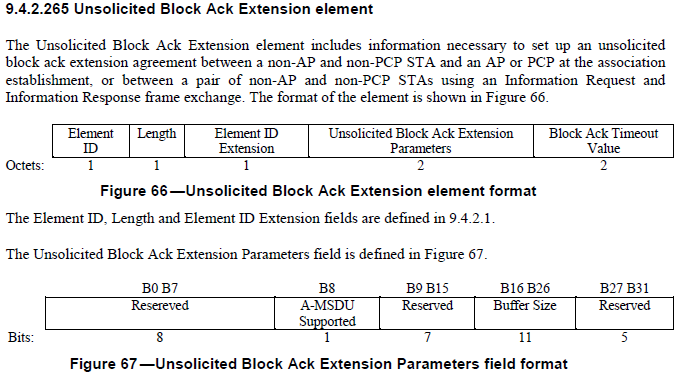 9.4.2.265 Unsolicited Block Ack Extension element
The Unsolicited Block Ack Extension element includes information necessary to set up an unsolicited
block ack extension agreement between a non-AP and non-PCP STA and an AP or PCP at the association
establishment, or between a pair of non-AP and non-PCP STAs using an Information Request and
Information Response frame exchange. The format of the element is shown in Figure 66.
Element Length Element ID Unsolicited Block Ack Extension Block Ack Timeout
ID Extension Parameters Value
Octets: 1 1 1 2 2
Figure 66—Unsolicited Block Ack Extension element format
The Element ID, Length and Element ID Extension fields are defined in 9.4.2.1.
The Unsolicited Block Ack Extension Parameters field is defined in Figure 67.
B0 B7 B8 B9 B15 B16 B26 B27 B31
Resereved A-MSDU Reserved Buffer Size Reserved
Supported
Bits: 8 1 7 11 5
Figure 67—Unsolicited Block Ack Extension Parameters field format